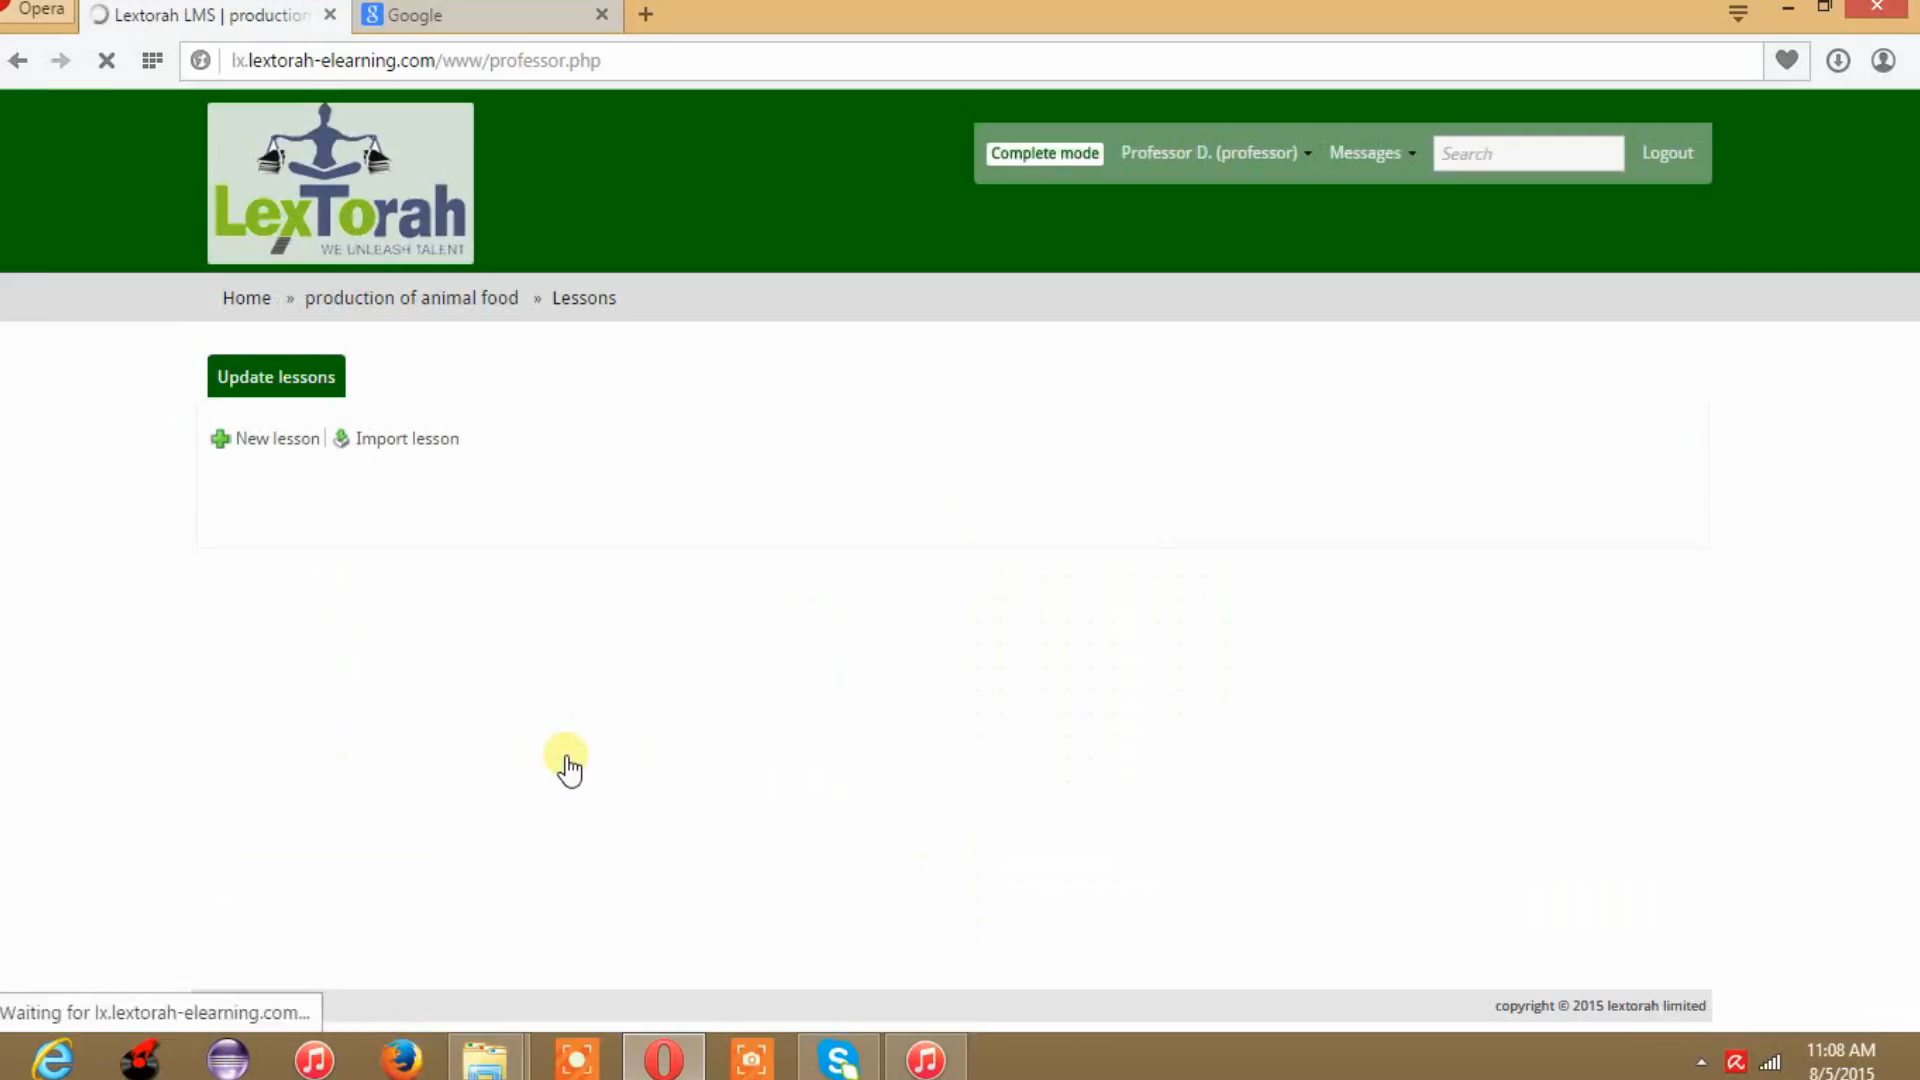 Opera
Lextorah LMS | production
Google
lx.lextorah-elearning.com/www/professor.php
LexTorah
WE UNLEASH TALENT
Complete mode
Professor D. (professor)
Messages
Search
Logout
Home » production of animal food » Lessons
Update lessons
New lesson
Import lesson
Waiting for lx.lextorah-elearning.com...
copyright © 2015 lextorah limited
11:08 AM
8/5/2015